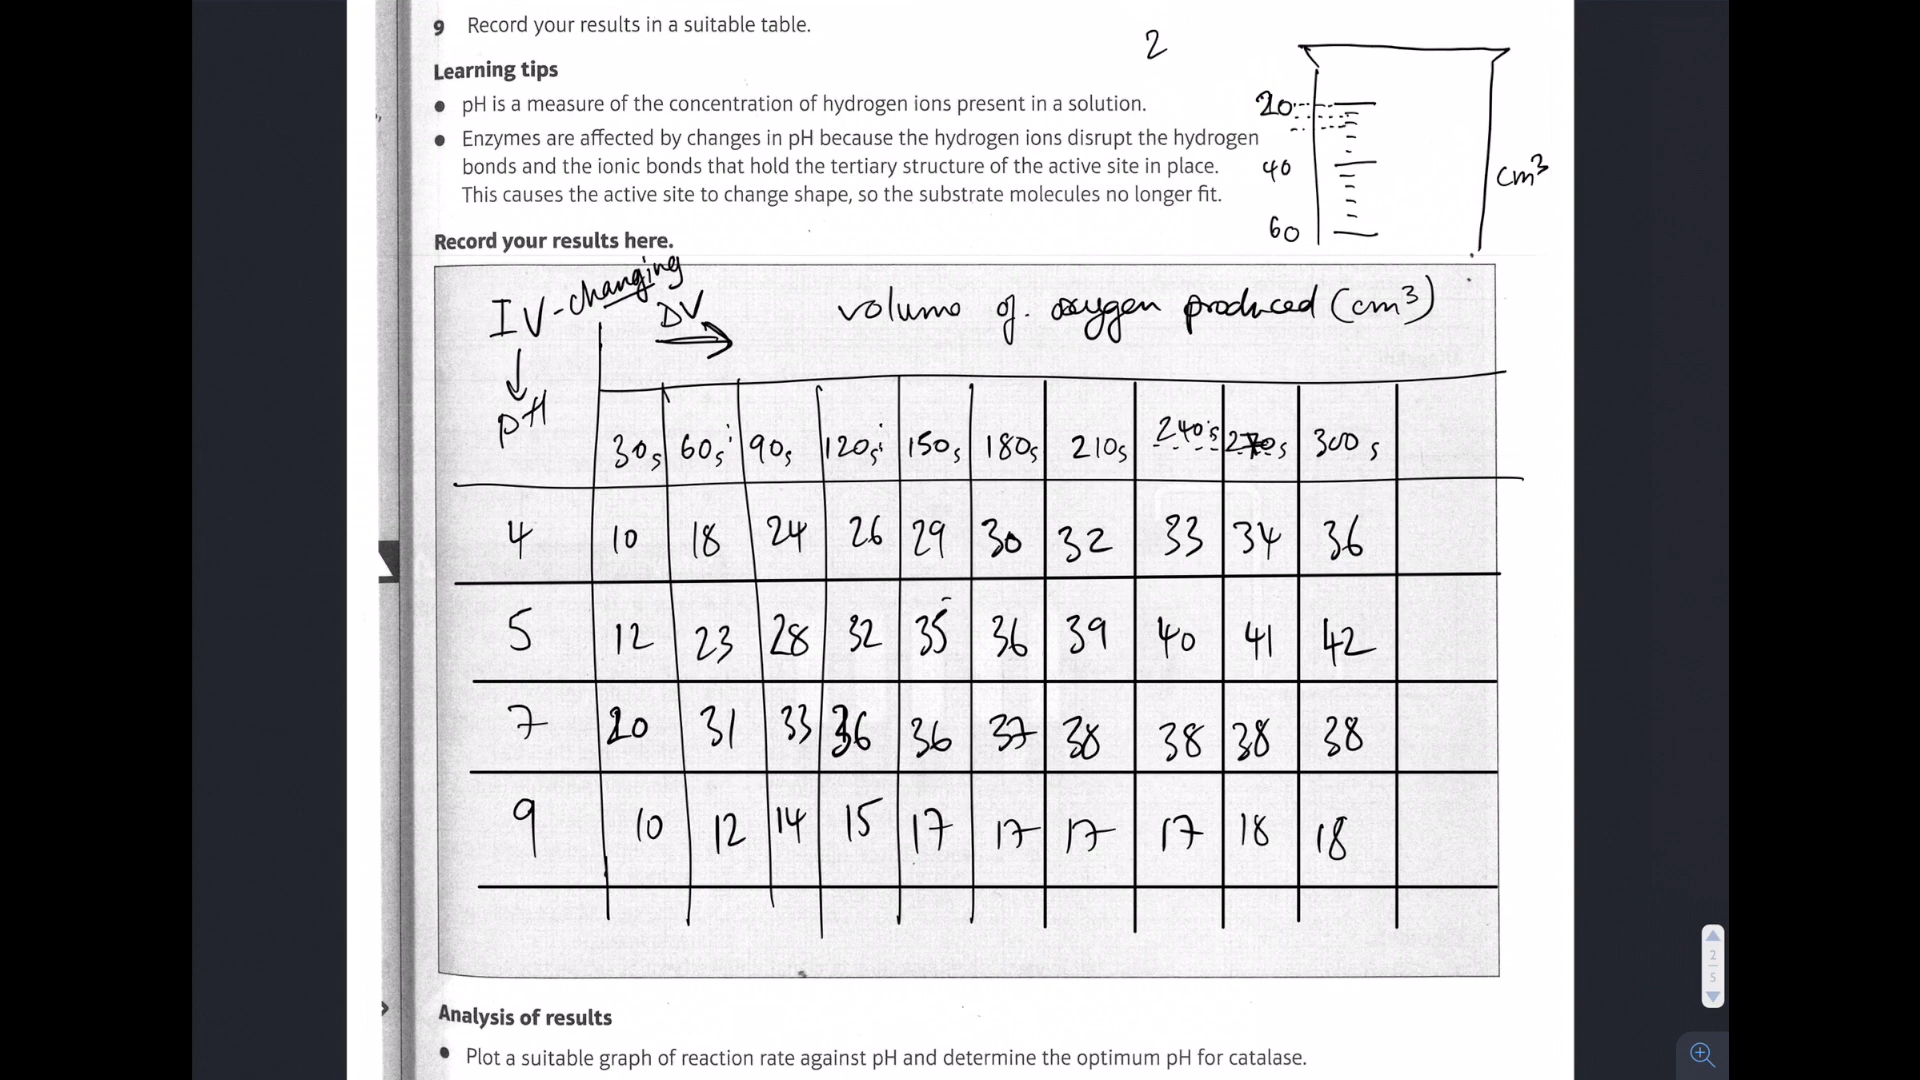 9 Record your results in a suitable table.
2
Learning tips
● pH is a measure of the concentration of hydrogen ions present in a solution.
● Enzymes are affected by changes in pH because the hydrogen ions disrupt the hydrogen
bonds and the ionic bonds that hold the tertiary structure of the active site in place.
This causes the active site to change shape, so the substrate molecules no longer fit.
20
40
60
cm³
Record your results here.
IV-changing
DV
volume of oxygen produced (cm³)
pH
30s 60s 90s 120s 150s 180s 210s 240s 270s 300s
4 10 18 24 26 29 30 32 33 34 36
5 12 23 28 32 35 36 39 40 41 42
7 20 31 33 36 36 37 38 38 38 38
9 10 12 14 15 17 17 17 17 18 18
Analysis of results
● Plot a suitable graph of reaction rate against pH and determine the optimum pH for catalase.
2
5